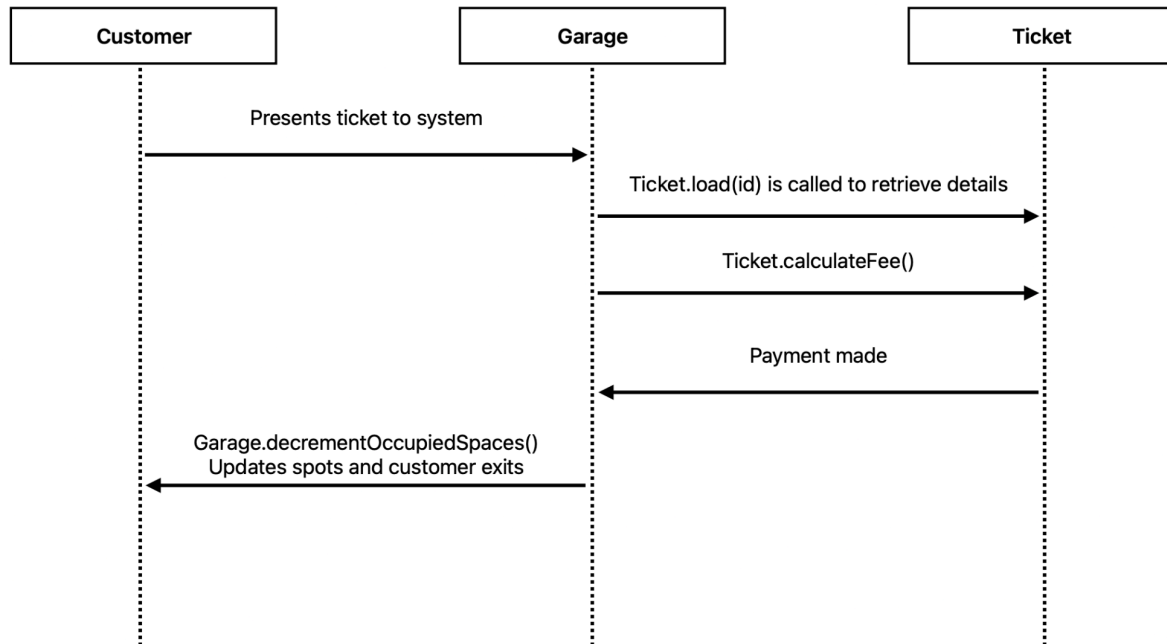 Customer
Garage
Ticket
Presents ticket to system
Ticket.load(id) is called to retrieve details
Ticket.calculateFee()
Payment made
Garage.decrementOccupiedSpaces()
Updates spots and customer exits